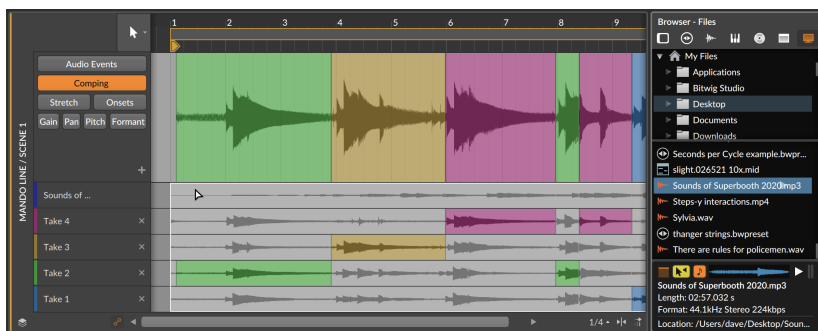 1 2 3 4 5 6 7 8 9
MANDO LINE / SCENE 1
Audio Events
Comping
Stretch Onsets
Gain Pan Pitch Formant
+
Sounds of ...
Take 4 ×
Take 3 ×
Take 2 ×
Take 1 ×
1/4
Browser - Files
My Files
Applications
Bitwig Studio
Desktop
Documents
Downloads
Seconds per Cycle example.bwpr...
slight.026521 10x.mid
Sounds of Superbooth 2020.mp3
Steps-y interactions.mp4
Sylvia.wav
thanger strings.bwpreset
There are rules for policemen.wav
Sounds of Superbooth 2020.mp3
Length: 02:57.032 s
Format: 44.1kHz Stereo 224kbps
Location: /Users/dave/Desktop/Soun...